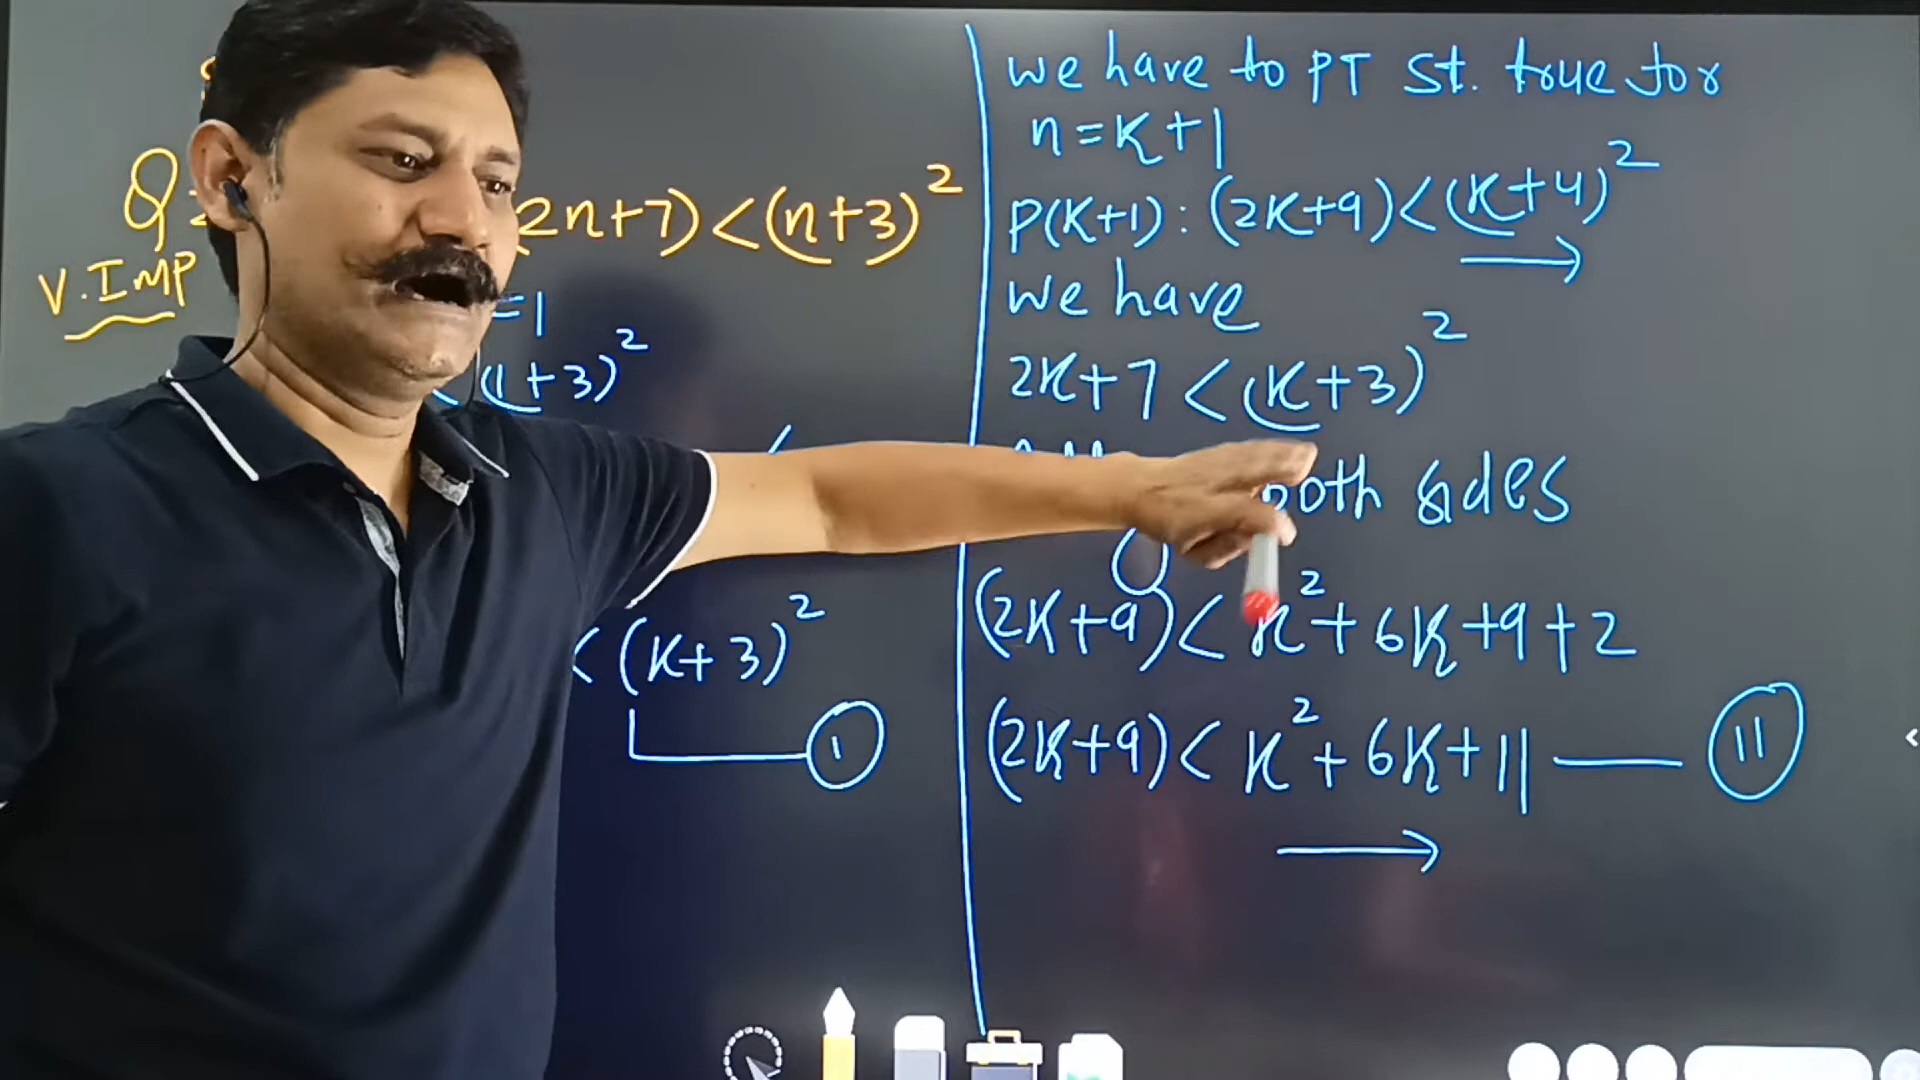 (2n+7)<(n+3)²
V.IMP
=1
(1+3)²
<(K+3)²
1
we have to PT St. true for
n=K+1
P(K+1) : (2K+9)<(K+4)²
we have
2K+7 <(K+3)²
both sides
(2K+9)< K²+6K+9+2
(2K+9)< K²+6K+11 — 11